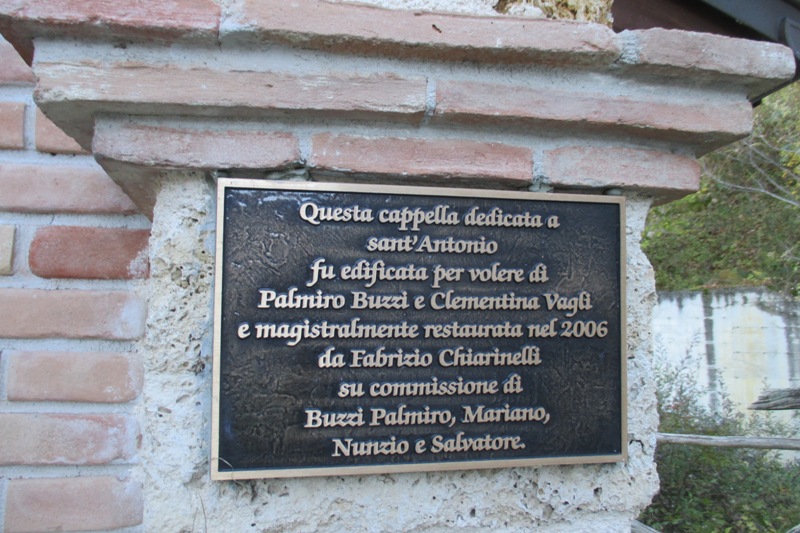 Questa cappella dedicata a
sant'Antonio
fu edificata per volere di
Palmiro Buzzi e Clementina Vagli
e magistralmente restaurata nel 2006
da Fabrizio Chiarinelli
su commissione di
Buzzi Palmiro, Mariano,
Nunzio e Salvatore.